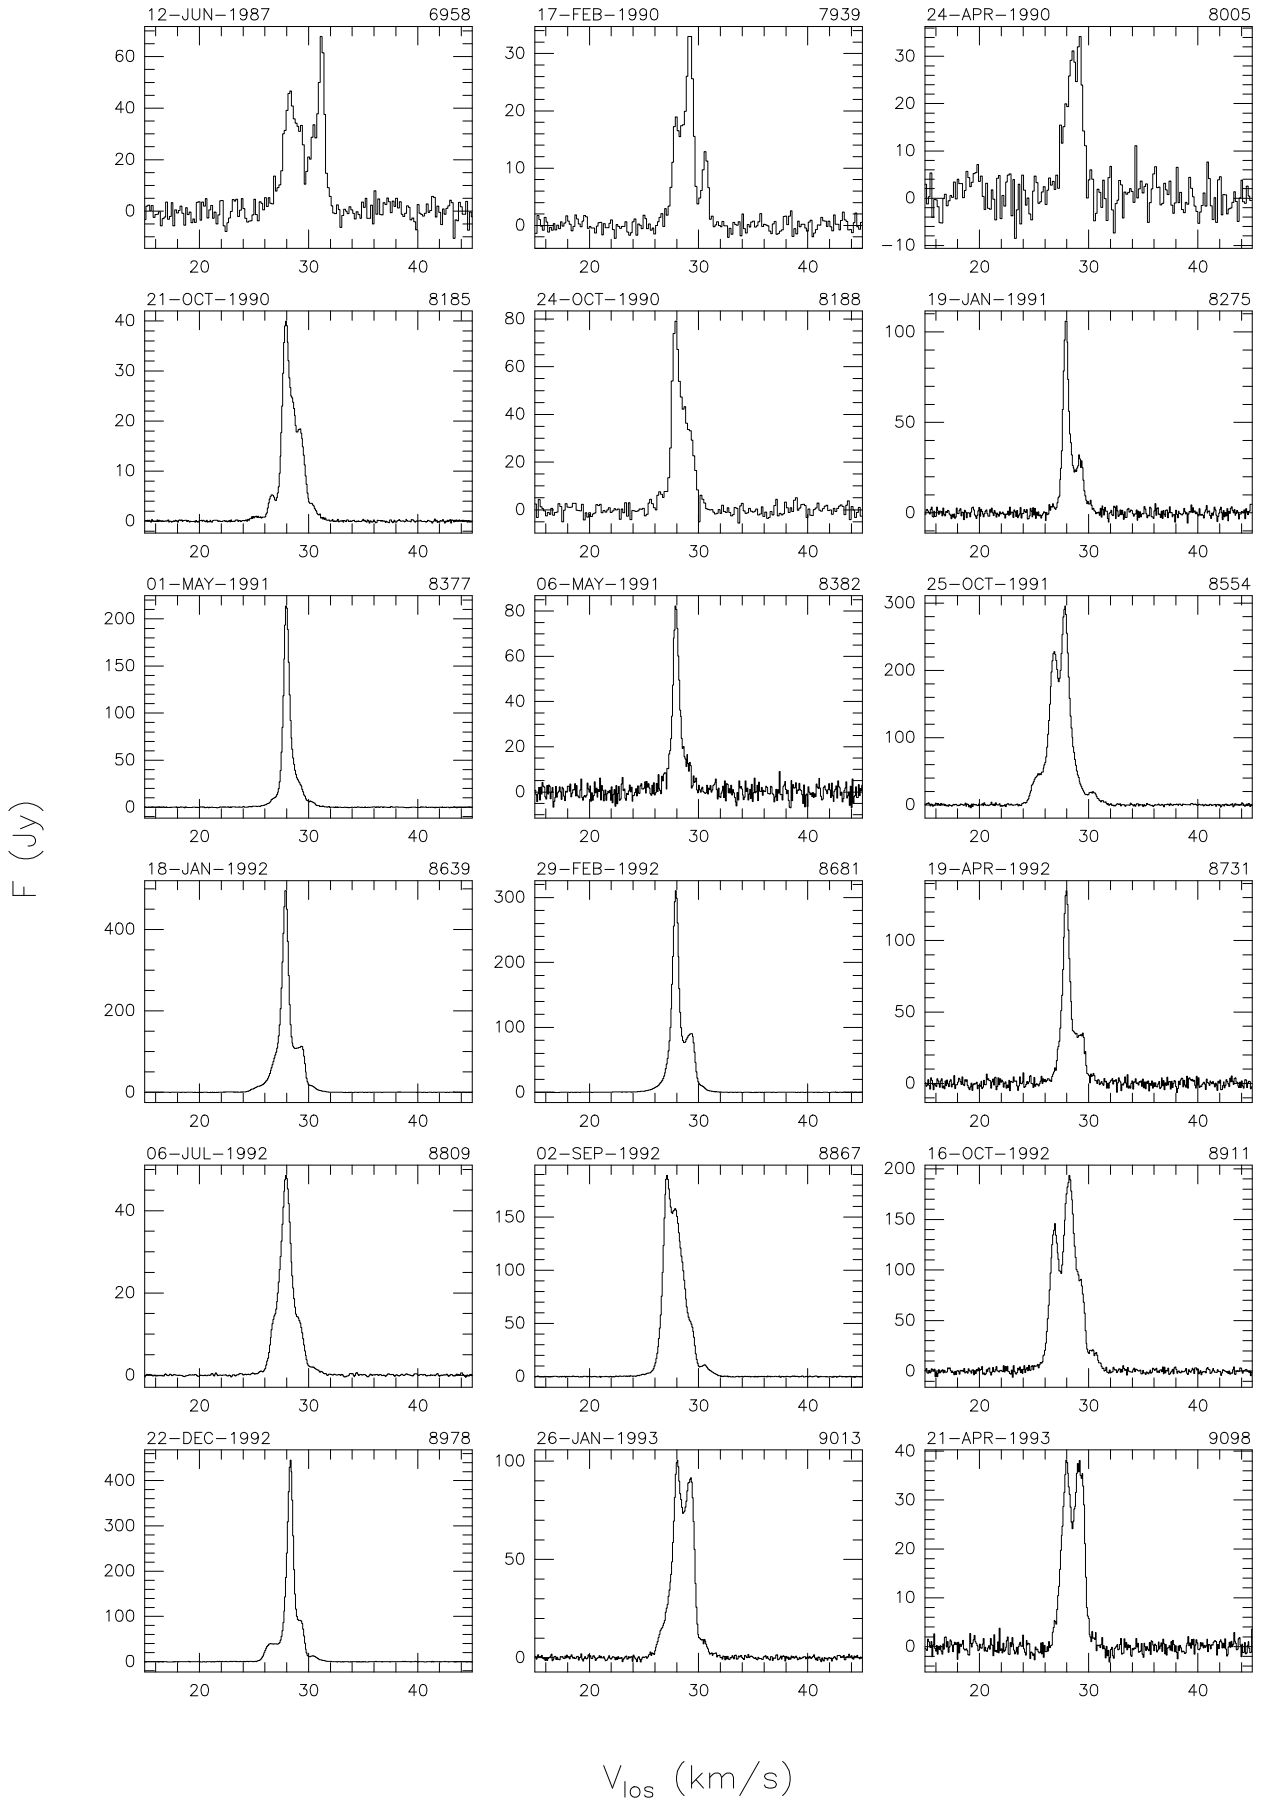 12-JUN-1987 6958 17-FEB-1990 7939 24-APR-1990 8005
60 30 30
40 20 20
20 10 10
0 0 0
-10
20 30 40 20 30 40 20 30 40
21-OCT-1990 8185 24-OCT-1990 8188 19-JAN-1991 8275
40 80 100
30 60
20 40 50
10 20
0 0 0
20 30 40 20 30 40 20 30 40
01-MAY-1991 8377 06-MAY-1991 8382 25-OCT-1991 8554
200 80 300
150 60 200
100 40 100
50 20
0 0 0
20 30 40 20 30 40 20 30 40
F (Jy)
18-JAN-1992 8639 29-FEB-1992 8681 19-APR-1992 8731
400 300 100
200 200 50
100
0 0 0
20 30 40 20 30 40 20 30 40
06-JUL-1992 8809 02-SEP-1992 8867 16-OCT-1992 8911
40 150 200
20 100 150
50 100
50
0 0 0
20 30 40 20 30 40 20 30 40
22-DEC-1992 8978 26-JAN-1993 9013 21-APR-1993 9098
400 100 40
300 30
200 50 20
100 10
0 0 0
20 30 40 20 30 40 20 30 40
V_los (km/s)